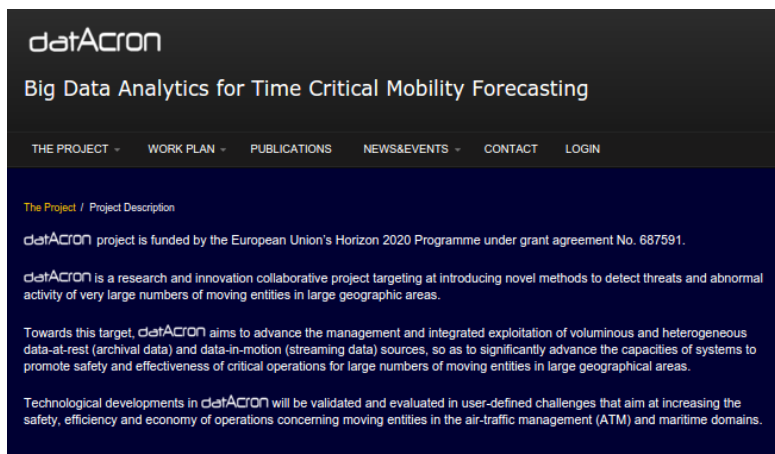 datAcron
Big Data Analytics for Time Critical Mobility Forecasting
THE PROJECT WORK PLAN PUBLICATIONS NEWS&EVENTS CONTACT LOGIN
The Project / Project Description
datAcron project is funded by the European Union's Horizon 2020 Programme under grant agreement No. 687591.
datAcron is a research and innovation collaborative project targeting at introducing novel methods to detect threats and abnormal
activity of very large numbers of moving entities in large geographic areas.
Towards this target, datAcron aims to advance the management and integrated exploitation of voluminous and heterogeneous
data-at-rest (archival data) and data-in-motion (streaming data) sources, so as to significantly advance the capacities of systems to
promote safety and effectiveness of critical operations for large numbers of moving entities in large geographical areas.
Technological developments in datAcron will be validated and evaluated in user-defined challenges that aim at increasing the
safety, efficiency and economy of operations concerning moving entities in the air-traffic management (ATM) and maritime domains.